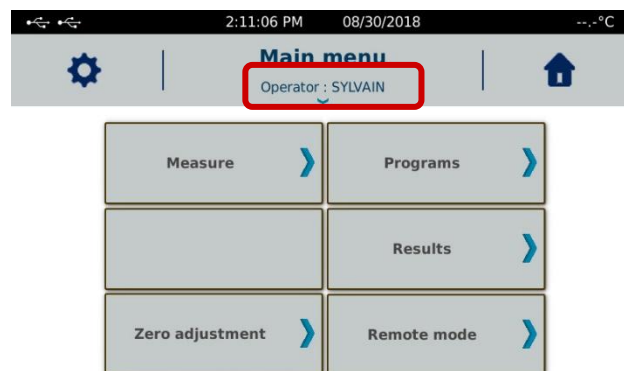 2:11:06 PM 08/30/2018 --.-°C
Main menu
Operator : SYLVAIN
Measure Programs
Results
Zero adjustment Remote mode